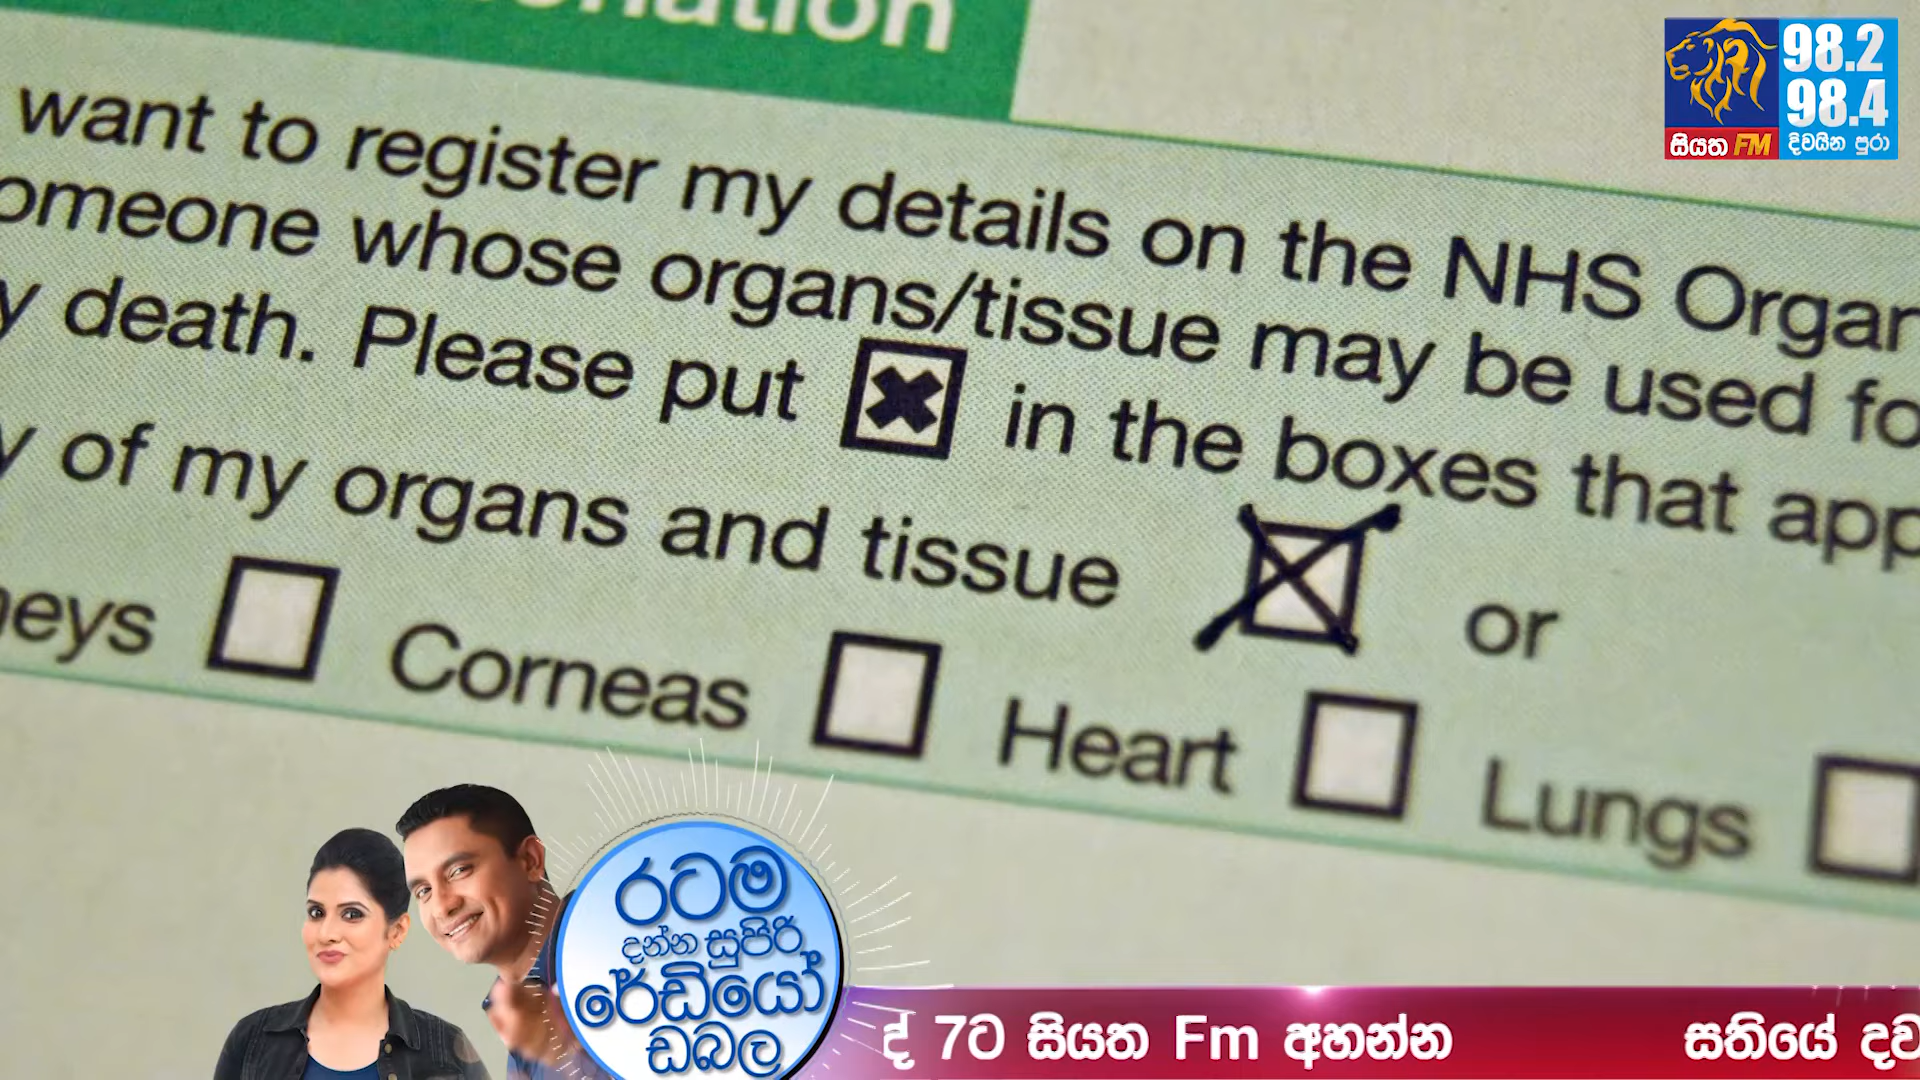 want to register my details on the NHS Organ
omeone whose organs/tissue may be used fo
y death. Please put in the boxes that app
y of my organs and tissue or
neys Corneas Heart Lungs
98.2
98.4
සියත FM
දිවයින පුරා
රටම
දන්න සුපිරි
රේඩියෝ
ඩබල
ද් 7ට සියත Fm අහන්න සතියේ දව